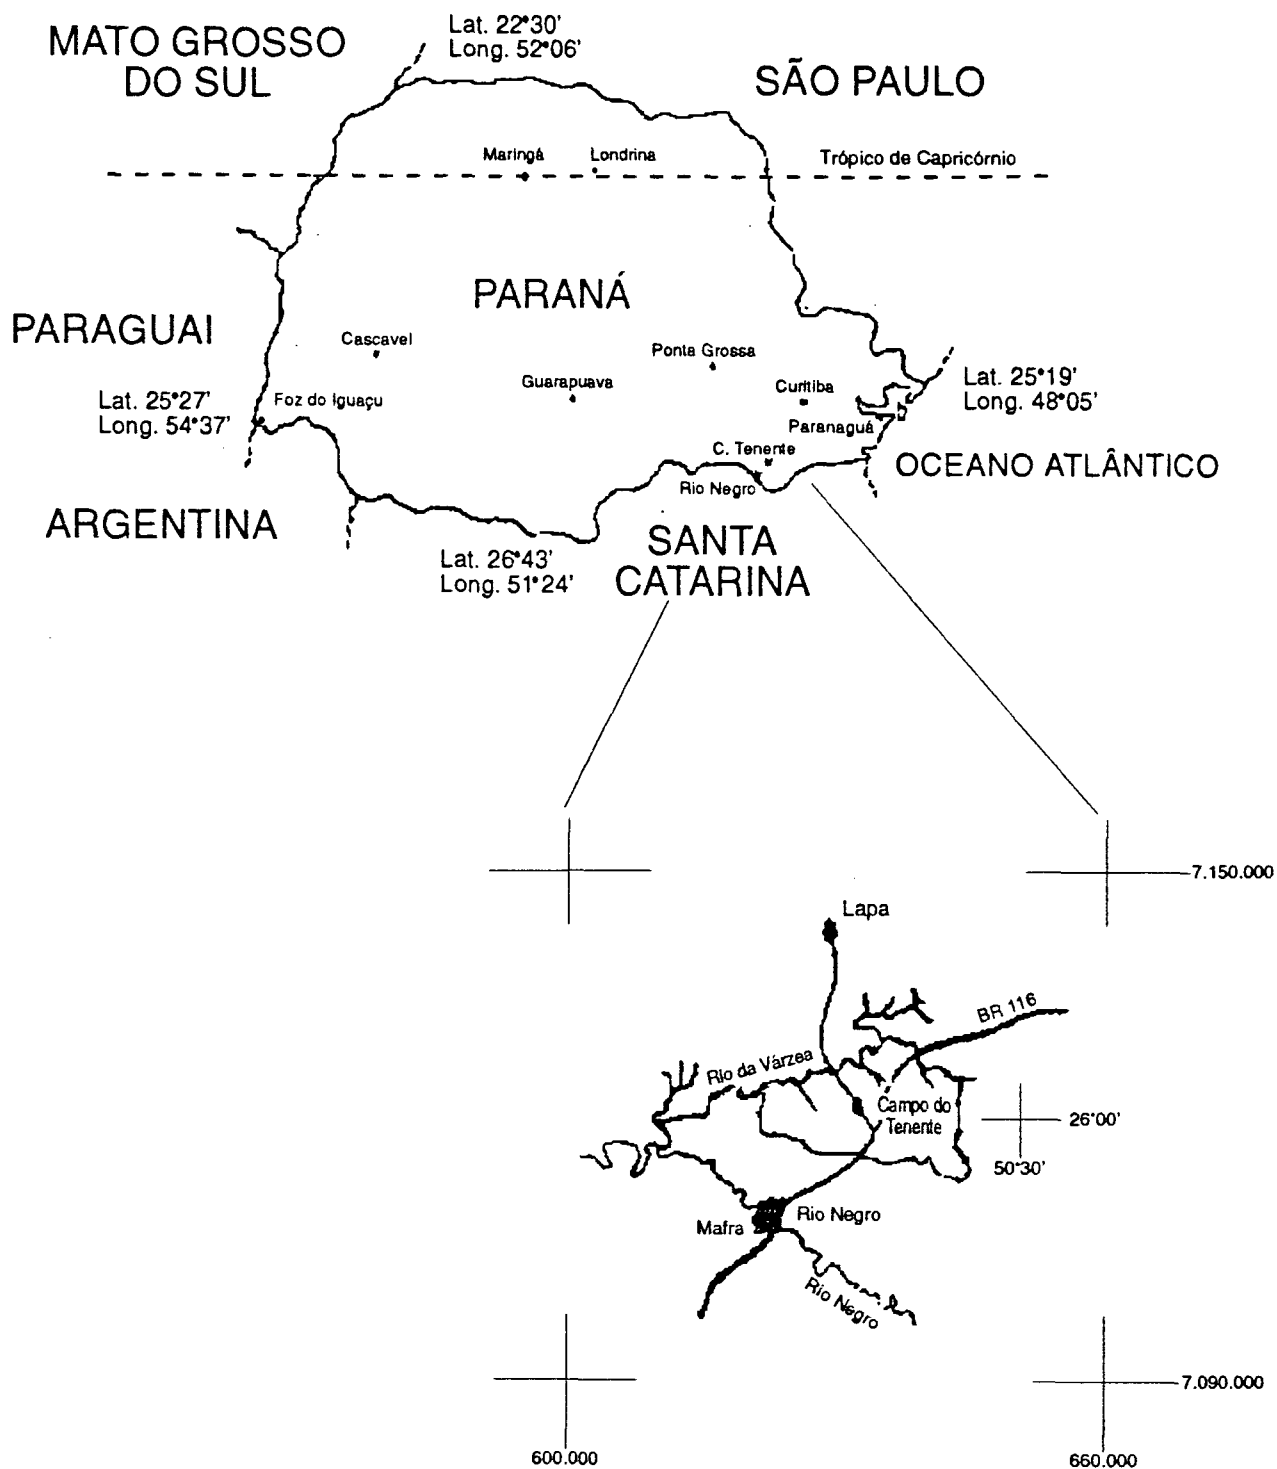 MATO GROSSO
DO SUL
Lat. 22°30'
Long. 52°06'
SÃO PAULO
Maringá
Londrina
Trópico de Capricórnio
PARANÁ
PARAGUAI
Cascavel
Ponta Grossa
Guarapuava
Curitiba
Lat. 25°19'
Long. 48°05'
Lat. 25°27'
Long. 54°37'
Foz do Iguaçu
Paranaguá
C. Tenente
Rio Negro
OCEANO ATLÂNTICO
ARGENTINA
SANTA
CATARINA
Lat. 26°43'
Long. 51°24'
7.150.000
Lapa
BR 116
Rio da Várzea
Campo do
Tenente
26°00'
50°30'
Mafra
Rio Negro
Rio Negro
7.090.000
600.000
660.000